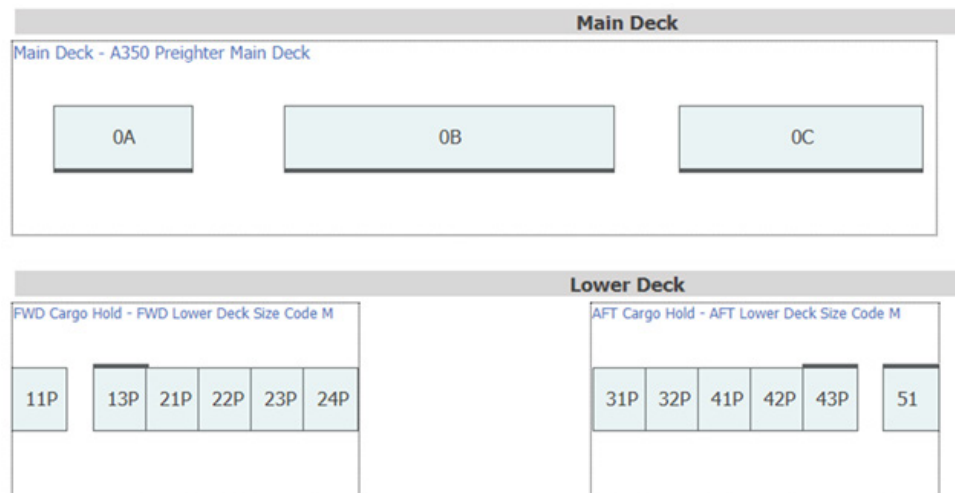 Main Deck
Main Deck - A350 Preighter Main Deck
0A 0B 0C
Lower Deck
FWD Cargo Hold - FWD Lower Deck Size Code M
AFT Cargo Hold - AFT Lower Deck Size Code M
11P 13P 21P 22P 23P 24P 31P 32P 41P 42P 43P 51